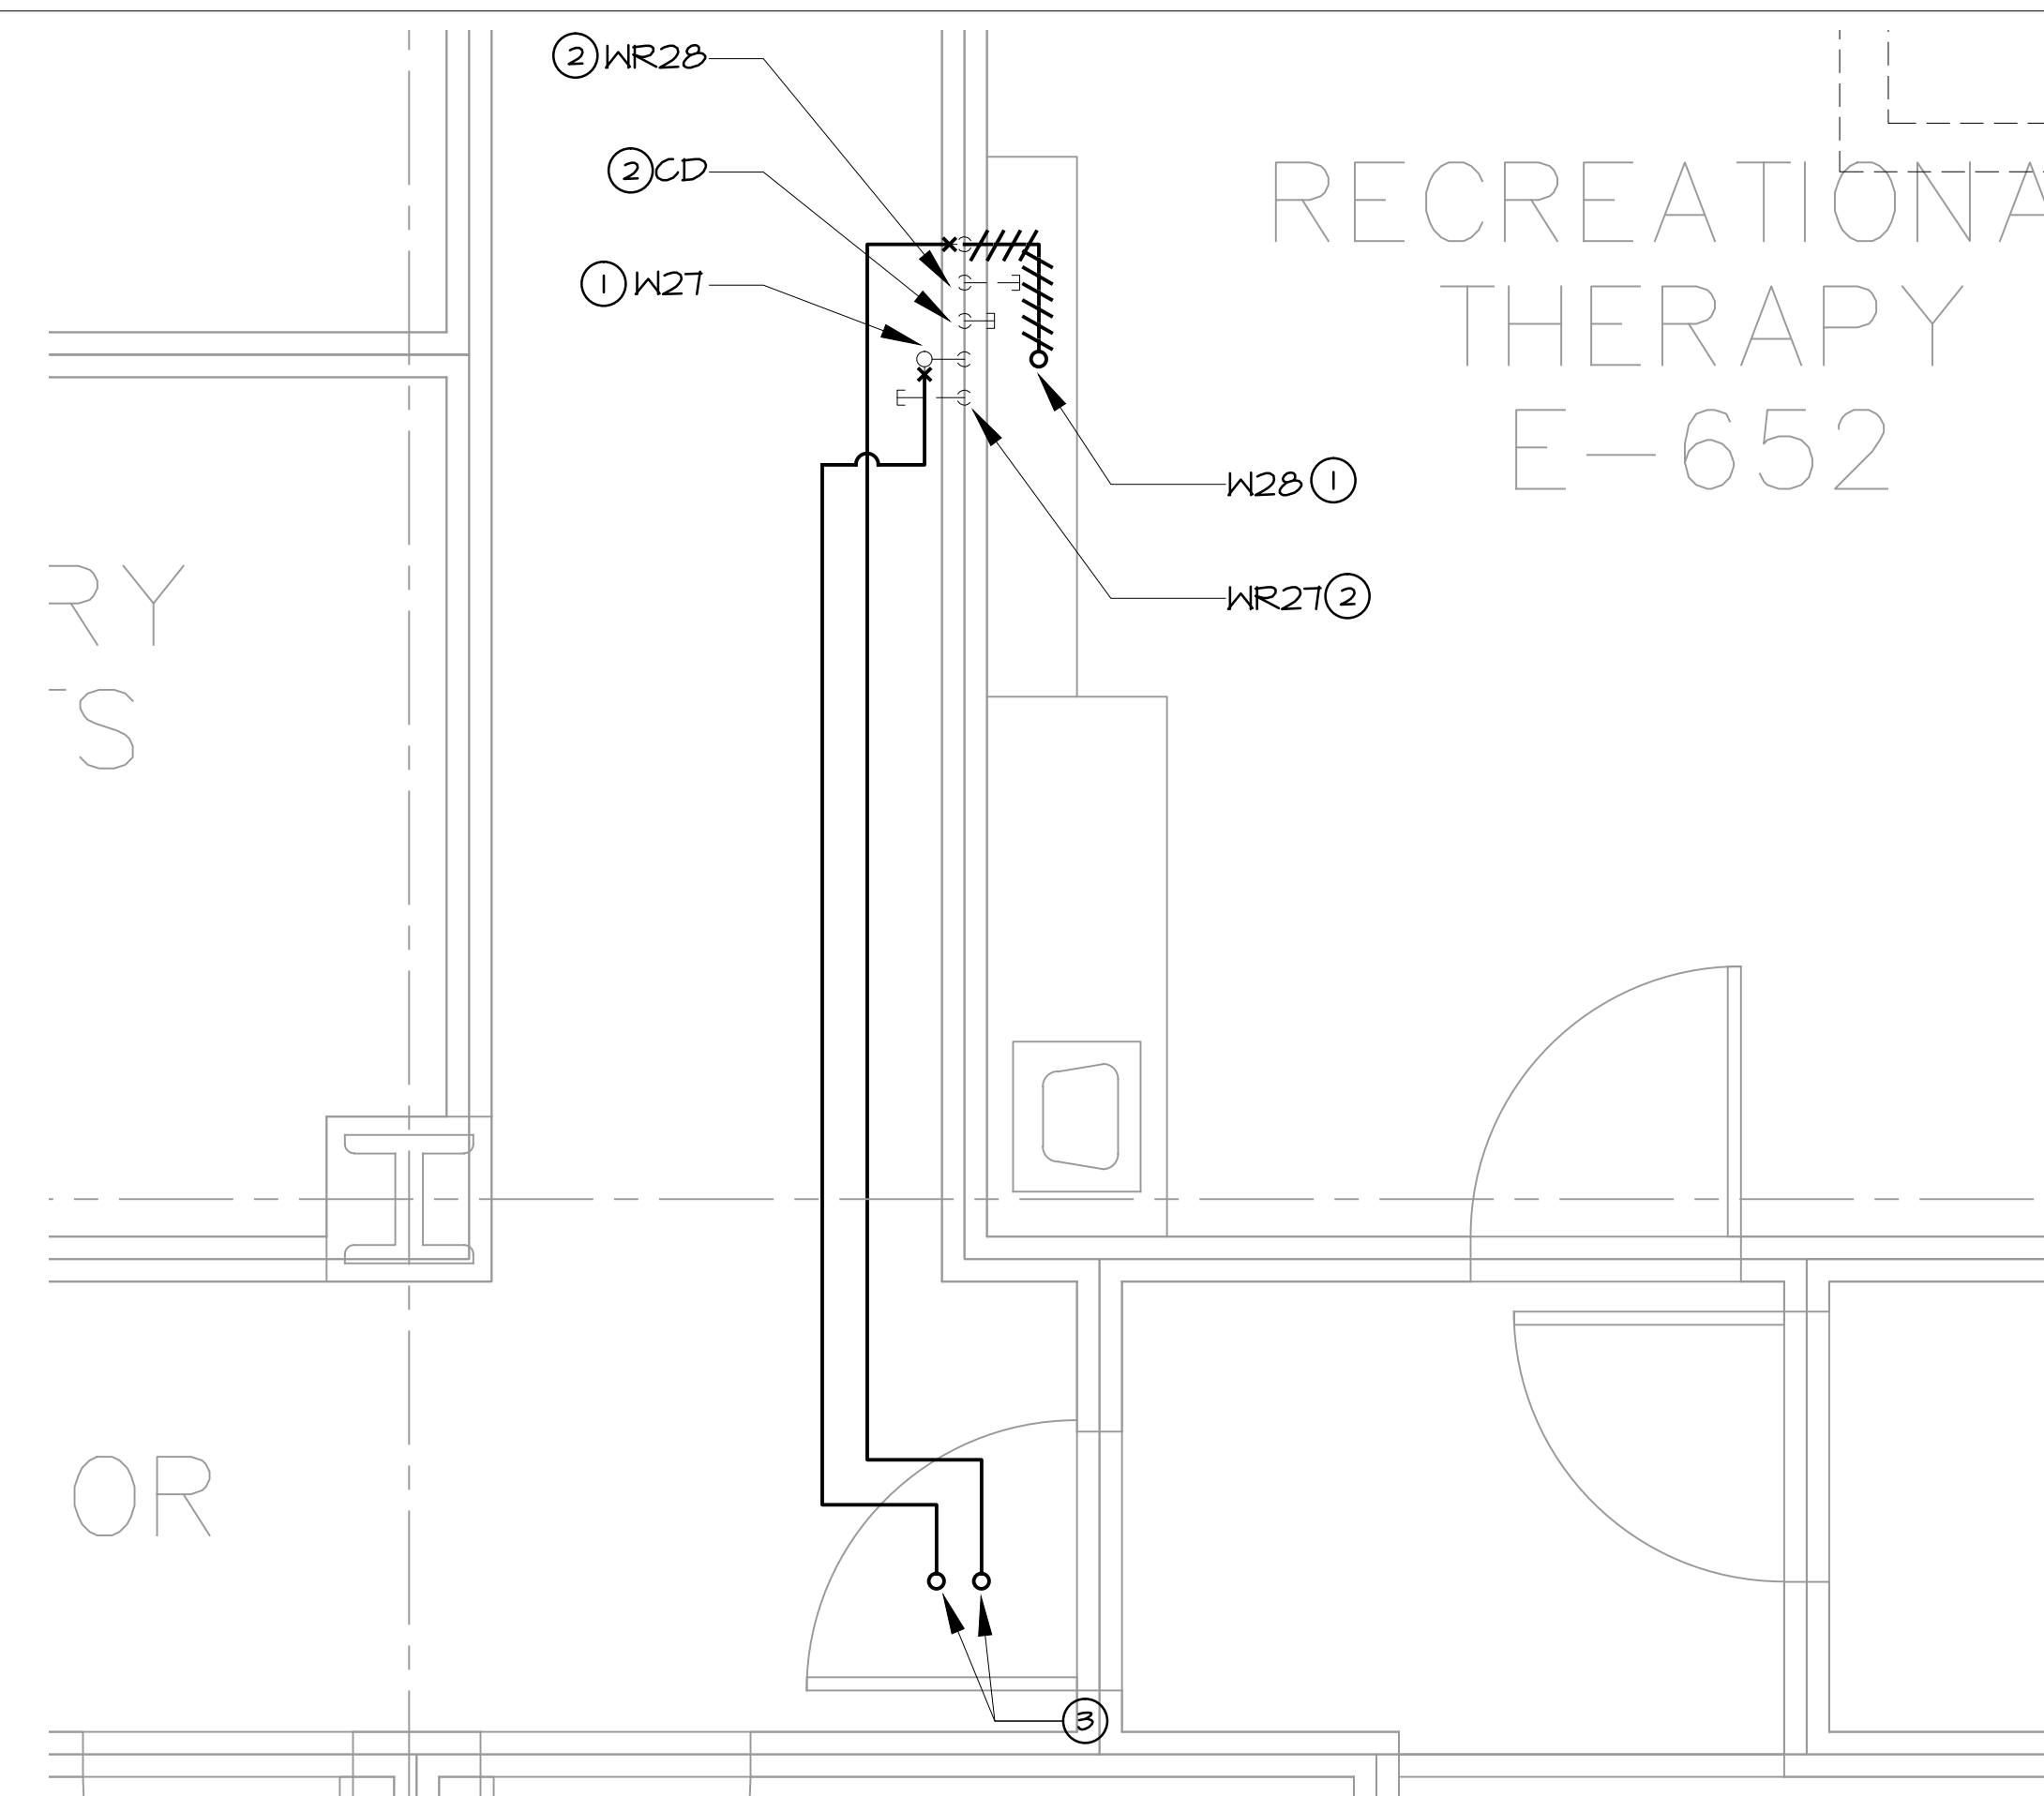 ② WR28
② CD
① W27
RECREATIONA
THERAPY
E-652
W28 ①
WR27 ②
RY
S
OR
③